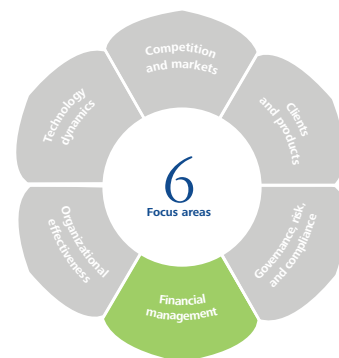 Competition
and markets
Clients
and products
Governance, risk,
and compliance
Financial
management
Organizational
effectiveness
Technology
dynamics
6
Focus areas